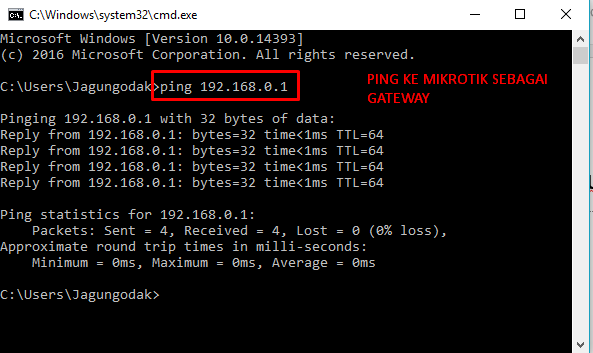 C:\Windows\system32\cmd.exe
Microsoft Windows [Version 10.0.14393]
(c) 2016 Microsoft Corporation. All rights reserved.
C:\Users\Jagungodak>ping 192.168.0.1
PING KE MIKROTIK SEBAGAI
GATEWAY
Pinging 192.168.0.1 with 32 bytes of data:
Reply from 192.168.0.1: bytes=32 time<1ms TTL=64
Reply from 192.168.0.1: bytes=32 time<1ms TTL=64
Reply from 192.168.0.1: bytes=32 time<1ms TTL=64
Reply from 192.168.0.1: bytes=32 time<1ms TTL=64
Ping statistics for 192.168.0.1:
Packets: Sent = 4, Received = 4, Lost = 0 (0% loss),
Approximate round trip times in milli-seconds:
Minimum = 0ms, Maximum = 0ms, Average = 0ms
C:\Users\Jagungodak>